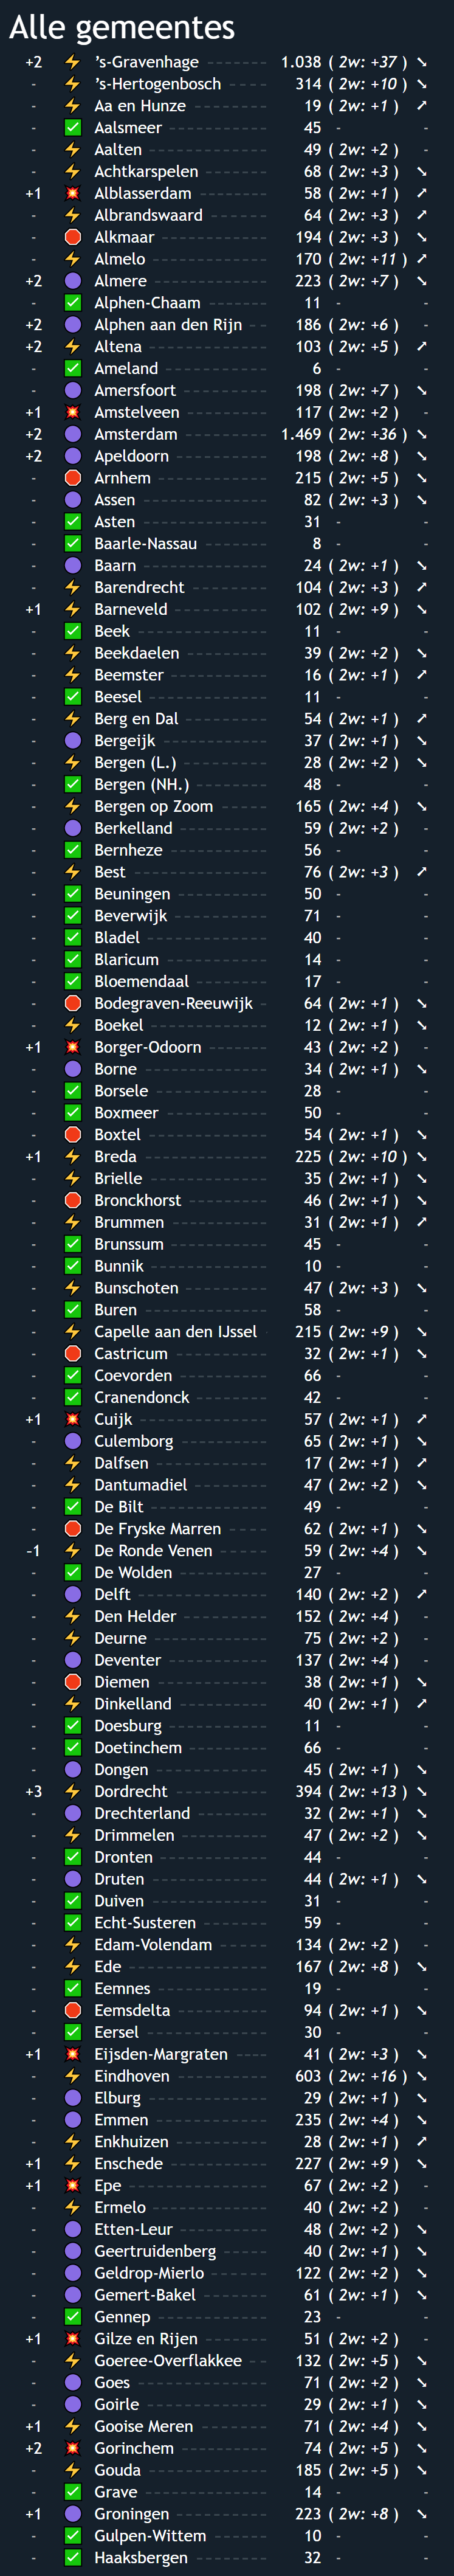 Alle gemeentes
+2 ⚡ ’s-Gravenhage 1.038 ( 2w: +37 ) ↘
- ⚡ ’s-Hertogenbosch 314 ( 2w: +10 ) ↘
- ⚡ Aa en Hunze 19 ( 2w: +1 ) ↗
- ✅ Aalsmeer 45 - -
- ⚡ Aalten 49 ( 2w: +2 ) -
- ⚡ Achtkarspelen 68 ( 2w: +3 ) ↘
+1 💥 Alblasserdam 58 ( 2w: +1 ) ↗
- ⚡ Albrandswaard 64 ( 2w: +3 ) ↗
- 🛑 Alkmaar 194 ( 2w: +3 ) ↘
- ⚡ Almelo 170 ( 2w: +11 ) ↗
+2 🟣 Almere 223 ( 2w: +7 ) ↘
- ✅ Alphen-Chaam 11 - -
+2 🟣 Alphen aan den Rijn 186 ( 2w: +6 ) -
+2 ⚡ Altena 103 ( 2w: +5 ) ↗
- ✅ Ameland 6 - -
- 🟣 Amersfoort 198 ( 2w: +7 ) ↘
+1 💥 Amstelveen 117 ( 2w: +2 ) -
+2 🟣 Amsterdam 1.469 ( 2w: +36 ) ↘
+2 🟣 Apeldoorn 198 ( 2w: +8 ) ↘
- 🛑 Arnhem 215 ( 2w: +5 ) ↘
- 🟣 Assen 82 ( 2w: +3 ) ↘
- ✅ Asten 31 - -
- ✅ Baarle-Nassau 8 - -
- 🟣 Baarn 24 ( 2w: +1 ) ↘
- ⚡ Barendrecht 104 ( 2w: +3 ) ↗
+1 ⚡ Barneveld 102 ( 2w: +9 ) ↘
- ✅ Beek 11 - -
- ⚡ Beekdaelen 39 ( 2w: +2 ) ↘
- ⚡ Beemster 16 ( 2w: +1 ) ↗
- ✅ Beesel 11 - -
- ⚡ Berg en Dal 54 ( 2w: +1 ) ↗
- 🟣 Bergeijk 37 ( 2w: +1 ) ↘
- ⚡ Bergen (L.) 28 ( 2w: +2 ) ↘
- ✅ Bergen (NH.) 48 - -
- ⚡ Bergen op Zoom 165 ( 2w: +4 ) ↘
- 🟣 Berkelland 59 ( 2w: +2 ) -
- ✅ Bernheze 56 - -
- ⚡ Best 76 ( 2w: +3 ) ↗
- ✅ Beuningen 50 - -
- ✅ Beverwijk 71 - -
- ✅ Bladel 40 - -
- ✅ Blaricum 14 - -
- ✅ Bloemendaal 17 - -
- 🛑 Bodegraven-Reeuwijk 64 ( 2w: +1 ) ↘
- ⚡ Boekel 12 ( 2w: +1 ) ↘
+1 💥 Borger-Odoorn 43 ( 2w: +2 ) -
- 🟣 Borne 34 ( 2w: +1 ) ↘
- ✅ Borsele 28 - -
- ✅ Boxmeer 50 - -
- 🛑 Boxtel 54 ( 2w: +1 ) ↘
+1 ⚡ Breda 225 ( 2w: +10 ) ↘
- ⚡ Brielle 35 ( 2w: +1 ) ↘
- 🛑 Bronckhorst 46 ( 2w: +1 ) ↘
- ⚡ Brummen 31 ( 2w: +1 ) ↗
- ✅ Brunssum 45 - -
- ✅ Bunnik 10 - -
- ⚡ Bunschoten 47 ( 2w: +3 ) ↘
- ✅ Buren 58 - -
- ⚡ Capelle aan den IJssel 215 ( 2w: +9 ) ↘
- 🛑 Castricum 32 ( 2w: +1 ) ↘
- ✅ Coevorden 66 - -
- ✅ Cranendonck 42 - -
+1 💥 Cuijk 57 ( 2w: +1 ) ↗
- 🟣 Culemborg 65 ( 2w: +1 ) ↘
- ⚡ Dalfsen 17 ( 2w: +1 ) ↗
- ⚡ Dantumadiel 47 ( 2w: +2 ) ↘
- ✅ De Bilt 49 - -
- 🛑 De Fryske Marren 62 ( 2w: +1 ) ↘
-1 ⚡ De Ronde Venen 59 ( 2w: +4 ) ↘
- ✅ De Wolden 27 - -
- 🟣 Delft 140 ( 2w: +2 ) ↗
- ⚡ Den Helder 152 ( 2w: +4 ) -
- ⚡ Deurne 75 ( 2w: +2 ) -
- 🟣 Deventer 137 ( 2w: +4 ) -
- 🛑 Diemen 38 ( 2w: +1 ) ↘
- ⚡ Dinkelland 40 ( 2w: +1 ) ↗
- ✅ Doesburg 11 - -
- ✅ Doetinchem 66 - -
- 🟣 Dongen 45 ( 2w: +1 ) ↘
+3 ⚡ Dordrecht 394 ( 2w: +13 ) ↘
- 🟣 Drechterland 32 ( 2w: +1 ) ↘
- ⚡ Drimmelen 47 ( 2w: +2 ) ↘
- ✅ Dronten 44 - -
- 🟣 Druten 44 ( 2w: +1 ) ↘
- ✅ Duiven 31 - -
- ✅ Echt-Susteren 59 - -
- ⚡ Edam-Volendam 134 ( 2w: +2 ) -
- ⚡ Ede 167 ( 2w: +8 ) ↘
- ✅ Eemnes 19 - -
- 🛑 Eemsdelta 94 ( 2w: +1 ) ↘
- ✅ Eersel 30 - -
+1 💥 Eijsden-Margraten 41 ( 2w: +3 ) ↘
- ⚡ Eindhoven 603 ( 2w: +16 ) ↘
- 🟣 Elburg 29 ( 2w: +1 ) ↘
- 🟣 Emmen 235 ( 2w: +4 ) ↘
- ⚡ Enkhuizen 28 ( 2w: +1 ) ↗
+1 ⚡ Enschede 227 ( 2w: +9 ) ↘
+1 💥 Epe 67 ( 2w: +2 ) -
- ⚡ Ermelo 40 ( 2w: +2 ) -
- 🟣 Etten-Leur 48 ( 2w: +2 ) ↘
- 🟣 Geertruidenberg 40 ( 2w: +1 ) ↘
- 🟣 Geldrop-Mierlo 122 ( 2w: +2 ) ↘
- 🟣 Gemert-Bakel 61 ( 2w: +1 ) ↘
- ✅ Gennep 23 - -
+1 💥 Gilze en Rijen 51 ( 2w: +2 ) -
- ⚡ Goeree-Overflakkee 132 ( 2w: +5 ) ↘
- 🟣 Goes 71 ( 2w: +2 ) ↘
- 🟣 Goirle 29 ( 2w: +1 ) ↘
+1 ⚡ Gooise Meren 71 ( 2w: +4 ) ↘
+2 💥 Gorinchem 74 ( 2w: +5 ) ↘
- ⚡ Gouda 185 ( 2w: +5 ) ↘
- ✅ Grave 14 - -
+1 🟣 Groningen 223 ( 2w: +8 ) ↘
- ✅ Gulpen-Wittem 10 - -
- ✅ Haaksbergen 32 - -